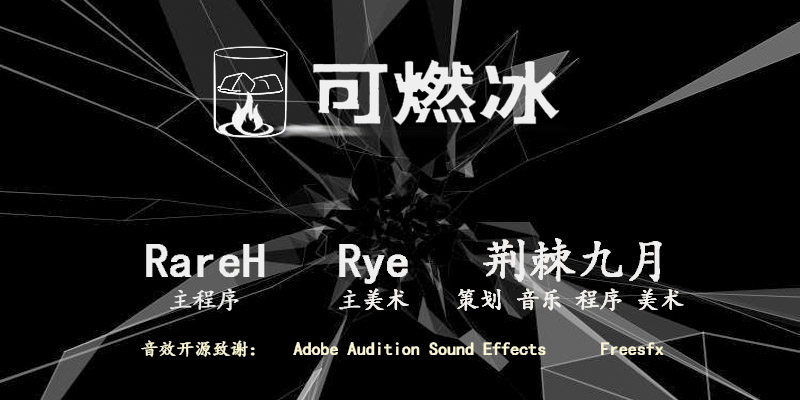 可燃冰
RareH Rye 荆棘九月
主程序 主美术 策划 音乐 程序 美术
音效开源致谢： Adobe Audition Sound Effects Freesfx